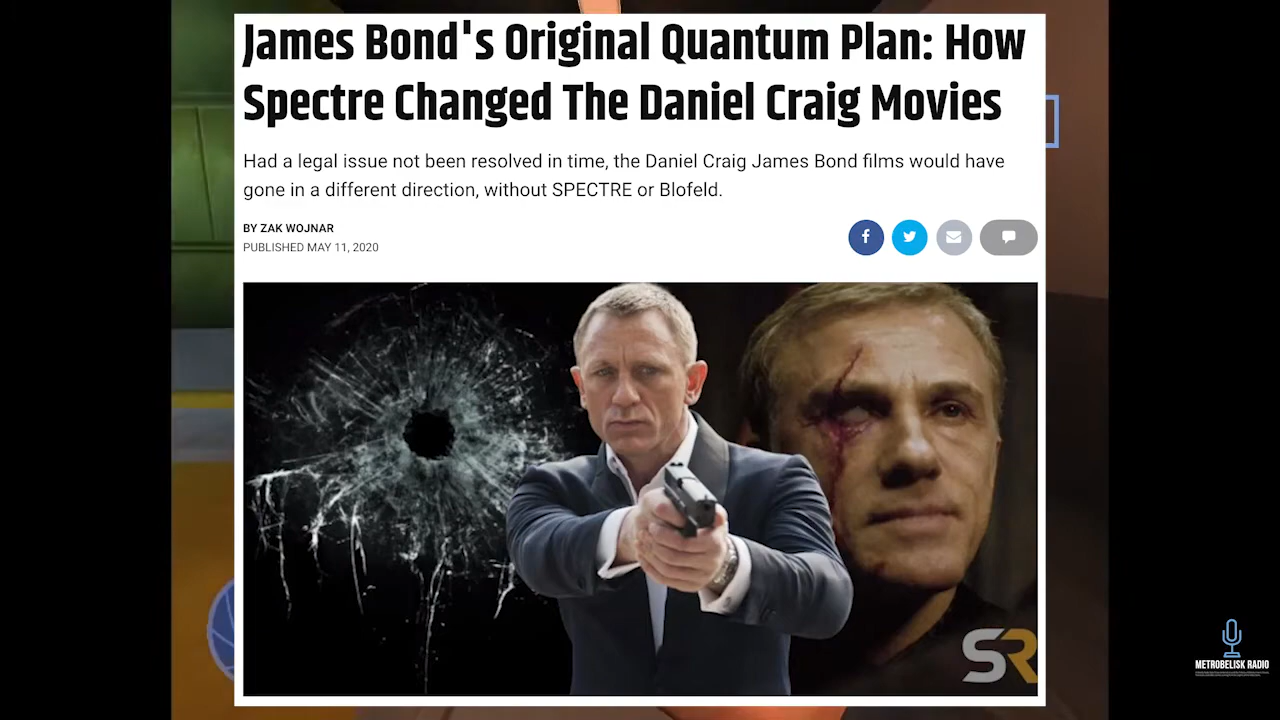 James Bond's Original Quantum Plan: How
Spectre Changed The Daniel Craig Movies
Had a legal issue not been resolved in time, the Daniel Craig James Bond films would have
gone in a different direction, without SPECTRE or Blofeld.
BY ZAK WOJNAR
PUBLISHED MAY 11, 2020
f
SR
METROBELISK RADIO